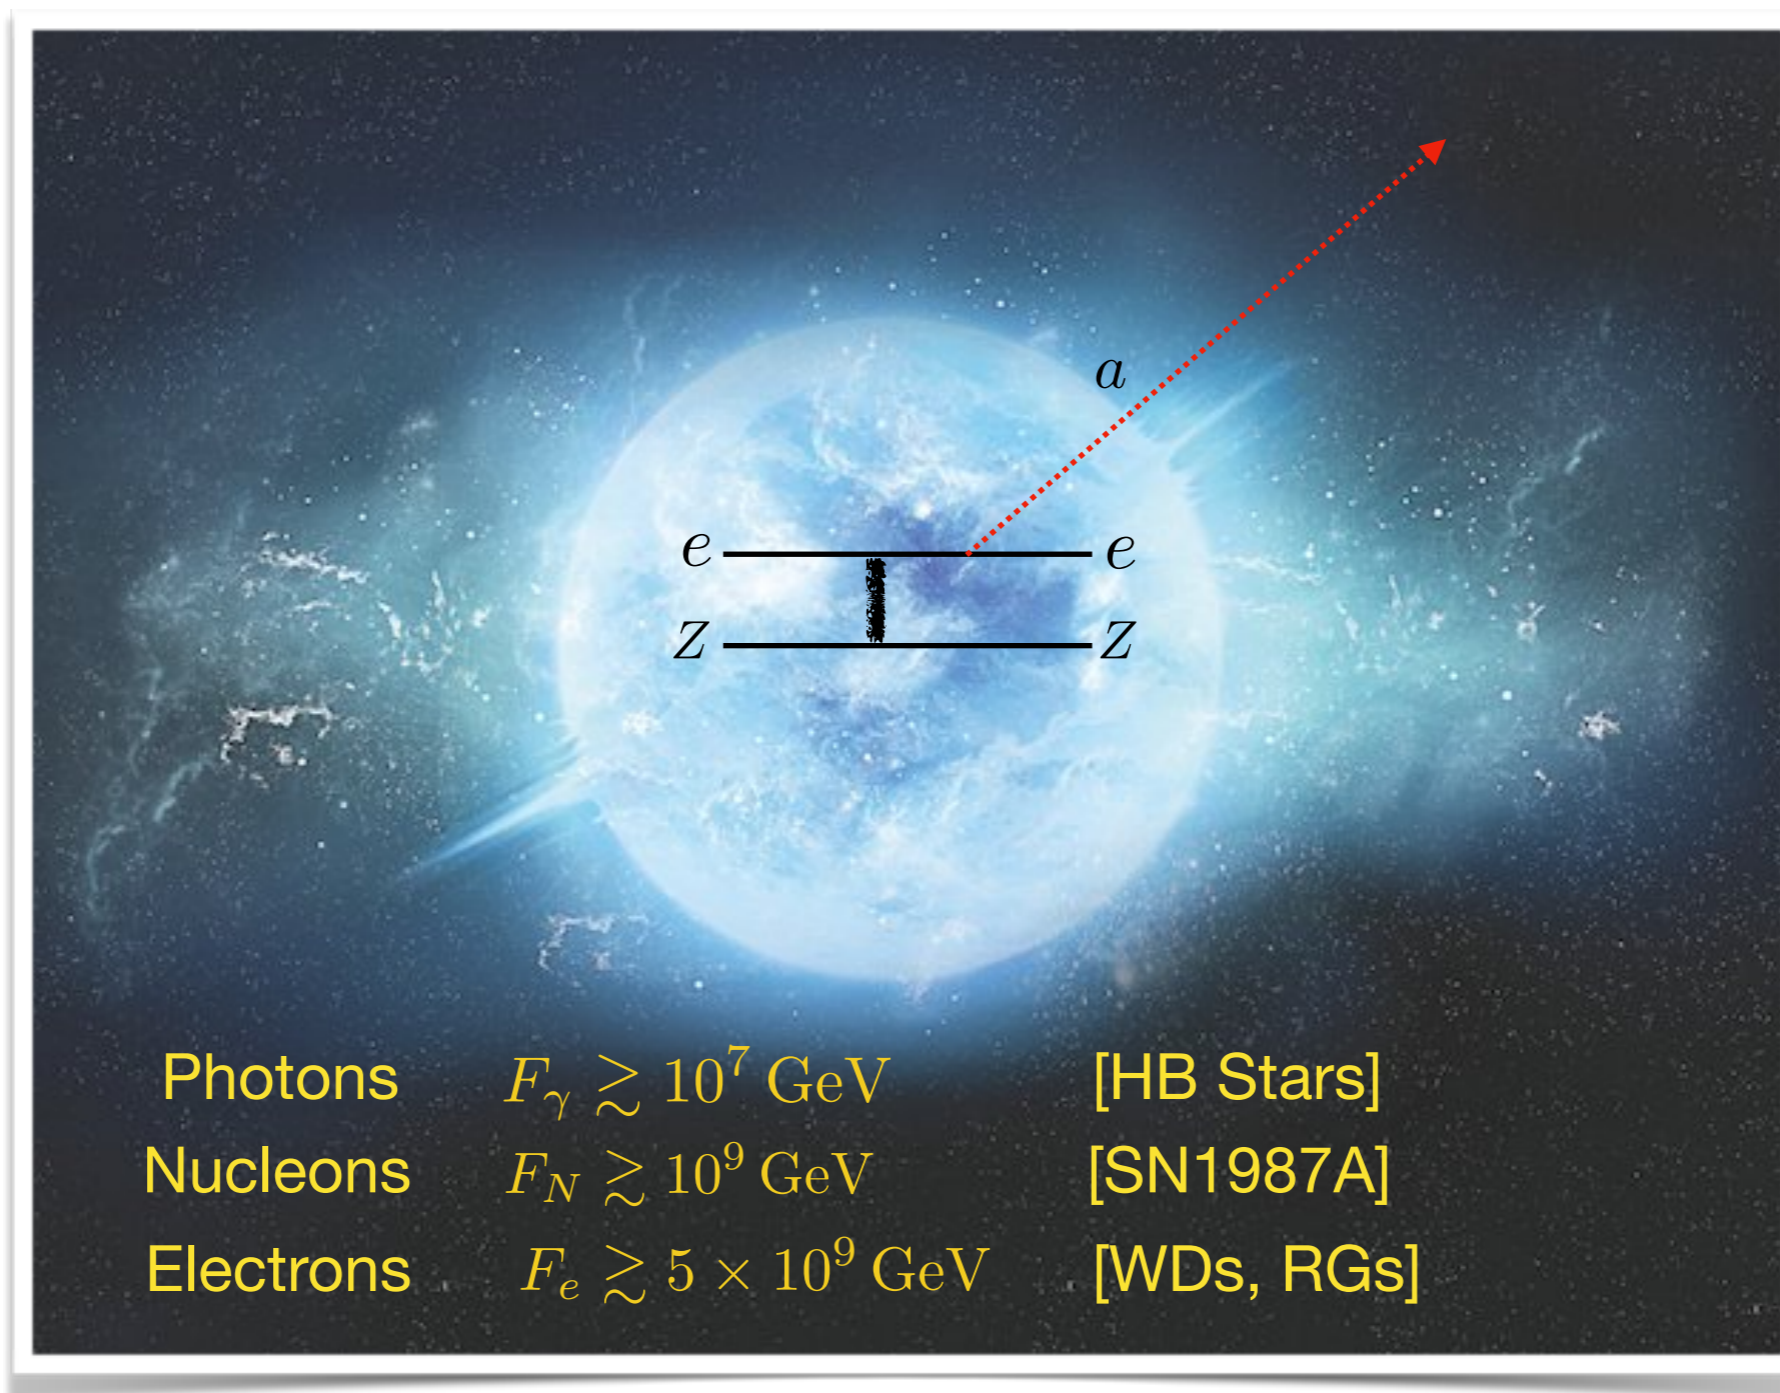 a
e e
Z Z
Photons F_γ ≳ 10^7 GeV [HB Stars]
Nucleons F_N ≳ 10^9 GeV [SN1987A]
Electrons F_e ≳ 5 × 10^9 GeV [WDs, RGs]